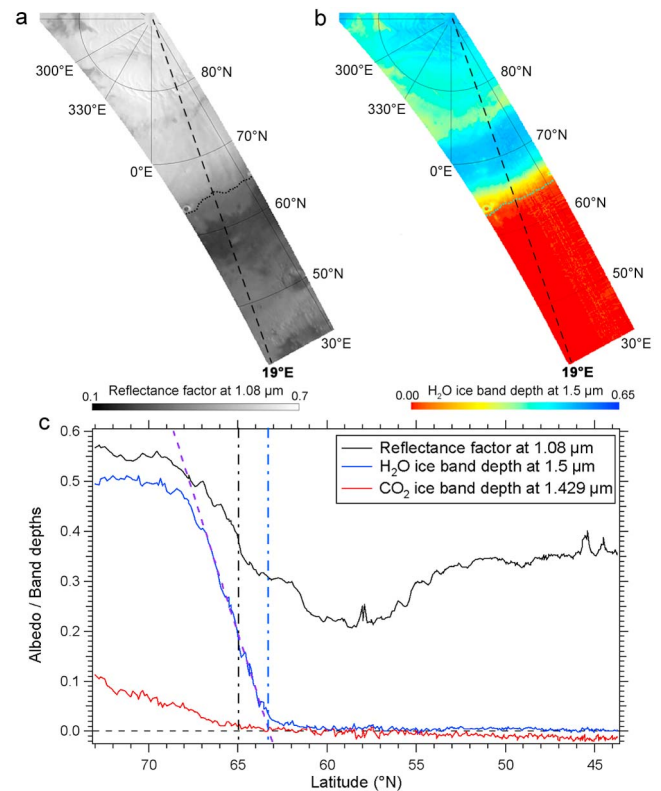 a
300°E
330°E
0°E
80°N
70°N
60°N
50°N
30°E
19°E
0.1 Reflectance factor at 1.08 µm 0.7
b
300°E
330°E
0°E
80°N
70°N
60°N
50°N
30°E
19°E
0.00 H₂O ice band depth at 1.5 µm 0.65
c
Reflectance factor at 1.08 µm
H₂O ice band depth at 1.5 µm
CO₂ ice band depth at 1.429 µm
Albedo / Band depths
0.6
0.5
0.4
0.3
0.2
0.1
0.0
70 65 60 55 50 45
Latitude (°N)